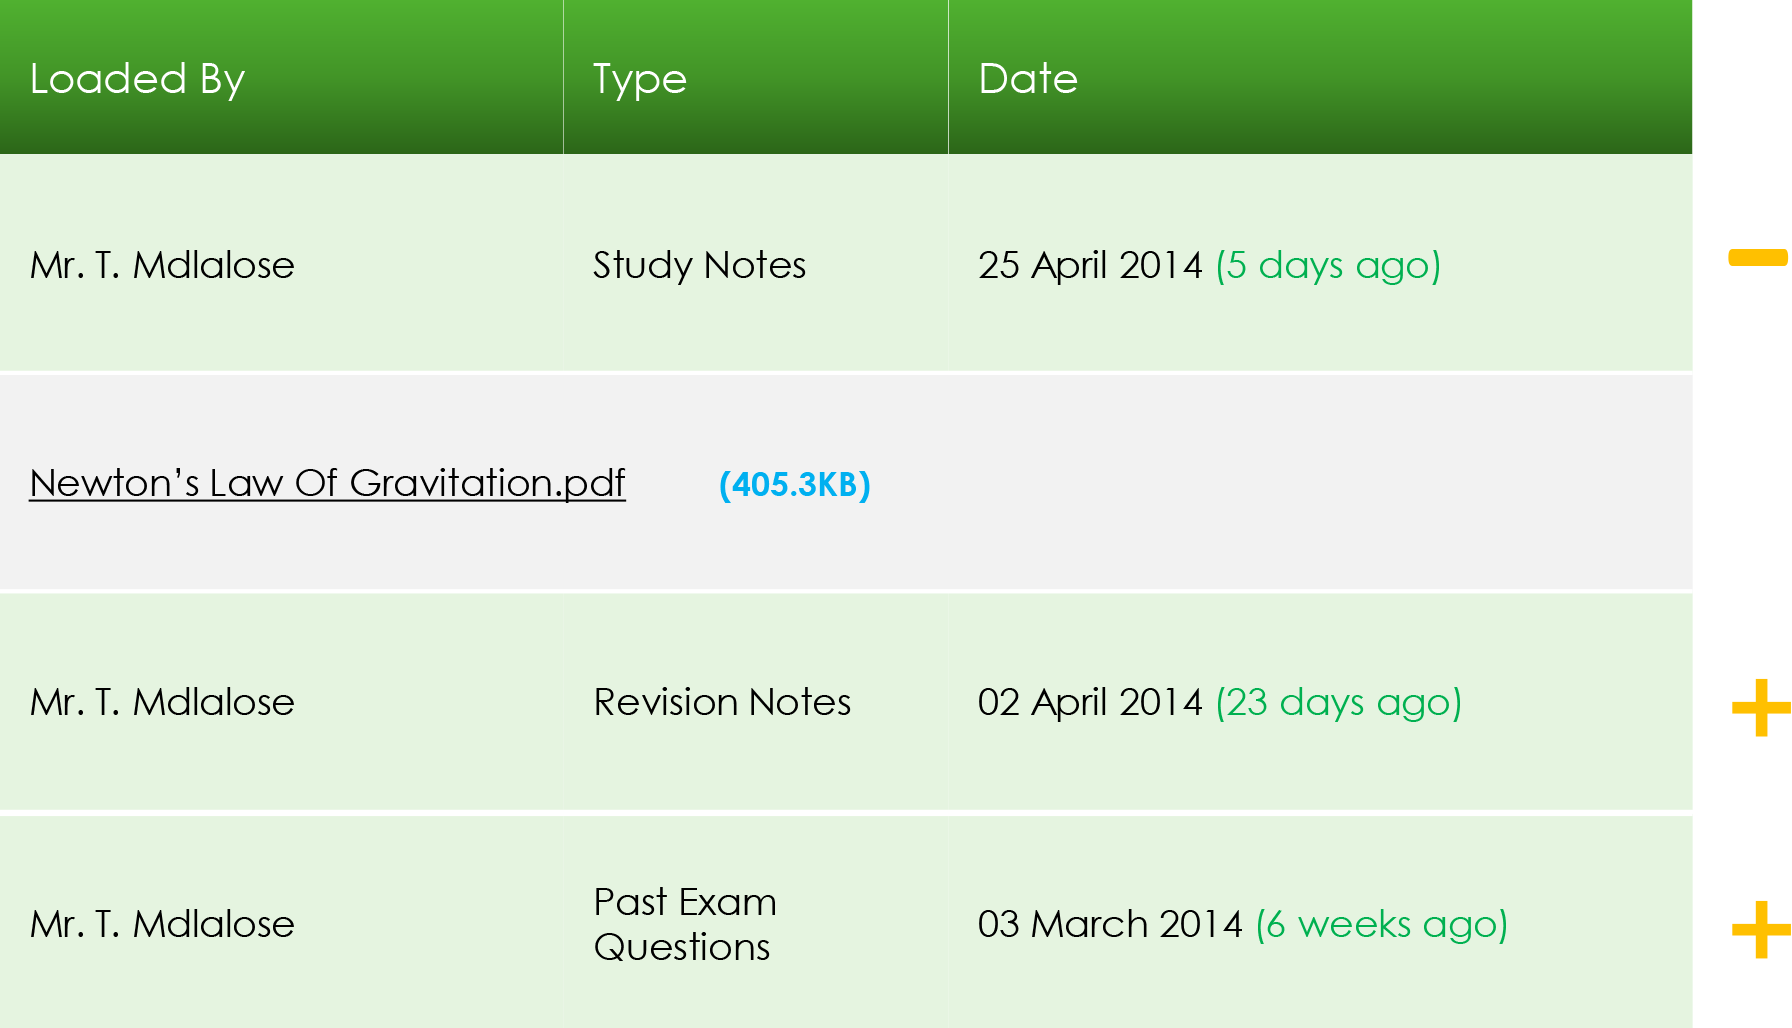 Loaded By Type Date
Mr. T. Mdlalose Study Notes 25 April 2014 (5 days ago)
Newton’s Law Of Gravitation.pdf (405.3KB)
Mr. T. Mdlalose Revision Notes 02 April 2014 (23 days ago)
Mr. T. Mdlalose Past Exam Questions 03 March 2014 (6 weeks ago)